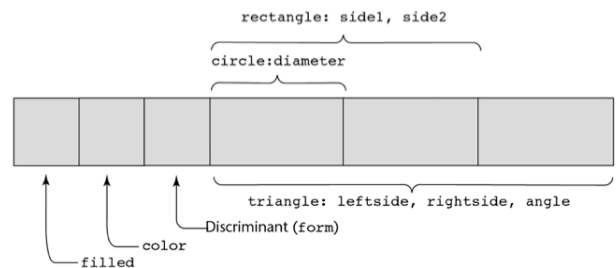 rectangle: side1, side2
circle:diameter
triangle: leftside, rightside, angle
Discriminant (form)
color
filled